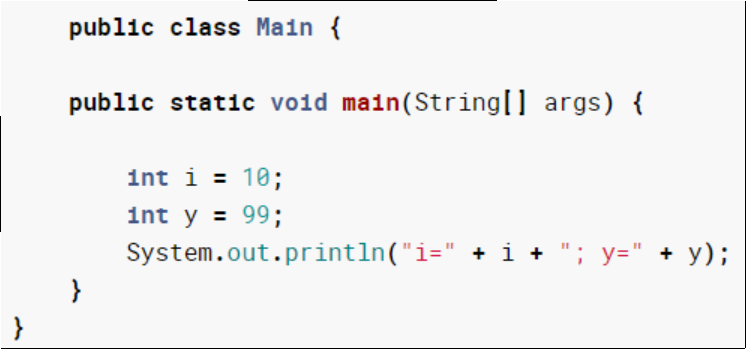 public class Main {
public static void main(String[] args) {
int i = 10;
int y = 99;
System.out.println("i=" + i + "; y=" + y);
}
}